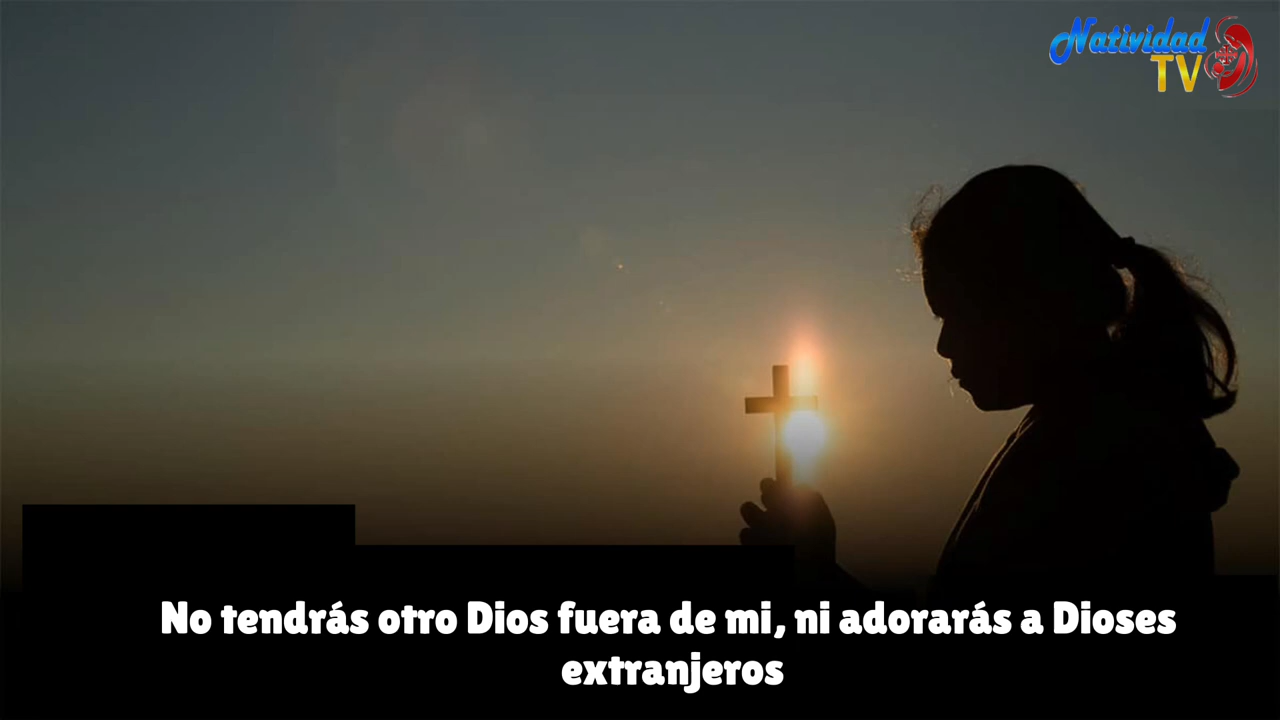 Natividad
TV
No tendrás otro Dios fuera de mi, ni adorarás a Dioses
extranjeros